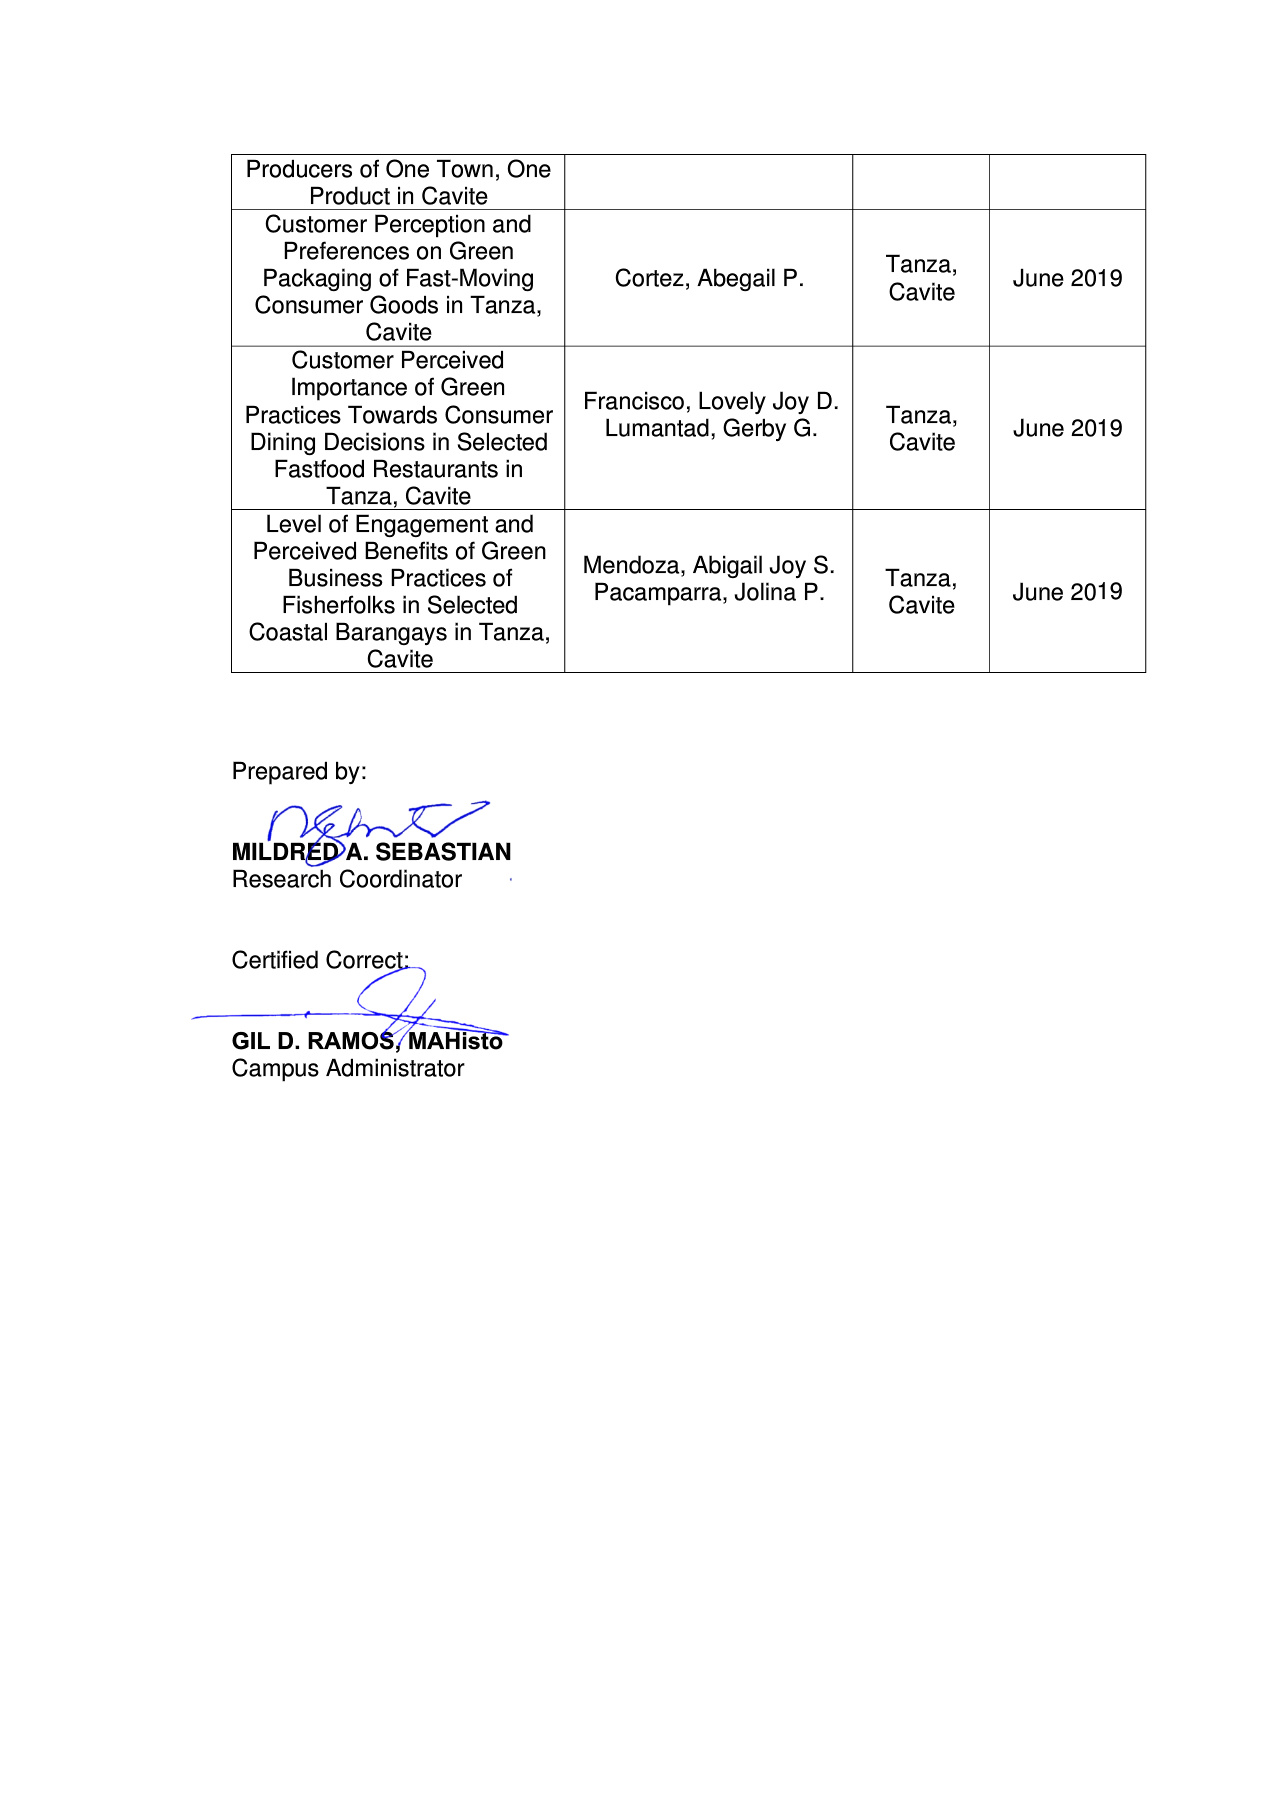 Producers of One Town, One
Product in Cavite
Customer Perception and
Preferences on Green
Packaging of Fast-Moving
Consumer Goods in Tanza,
Cavite
Cortez, Abegail P.
Tanza,
Cavite
June 2019
Customer Perceived
Importance of Green
Practices Towards Consumer
Dining Decisions in Selected
Fastfood Restaurants in
Tanza, Cavite
Francisco, Lovely Joy D.
Lumantad, Gerby G.
Tanza,
Cavite
June 2019
Level of Engagement and
Perceived Benefits of Green
Business Practices of
Fisherfolks in Selected
Coastal Barangays in Tanza,
Cavite
Mendoza, Abigail Joy S.
Pacamparra, Jolina P.
Tanza,
Cavite
June 2019
Prepared by:
MILDRED A. SEBASTIAN
Research Coordinator
Certified Correct:
GIL D. RAMOS, MAHisto
Campus Administrator